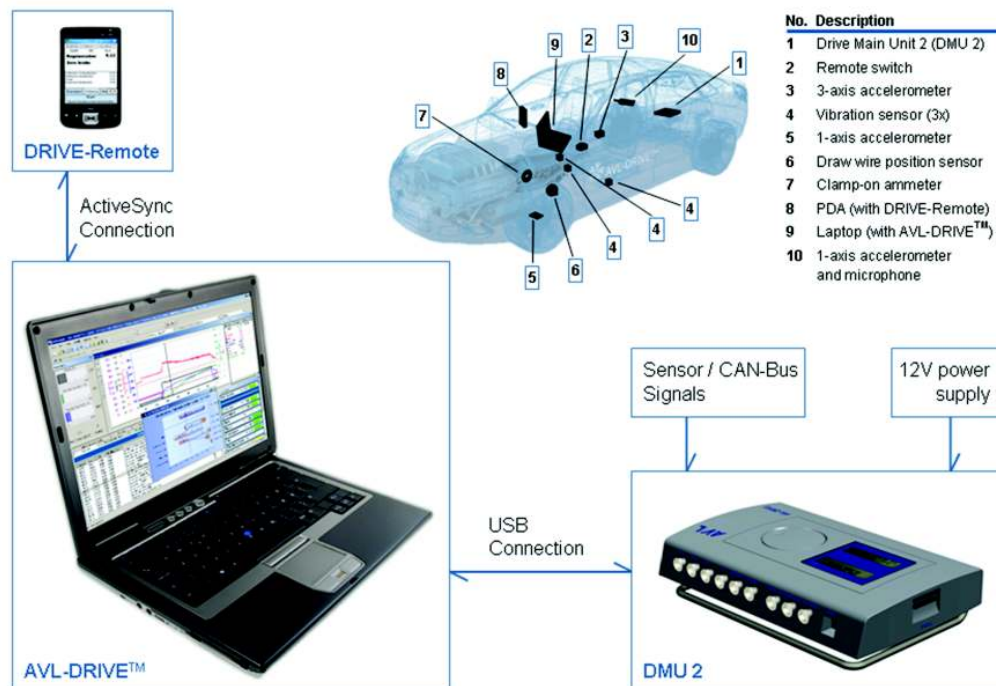 No. Description
1 Drive Main Unit 2 (DMU 2)
2 Remote switch
3 3-axis accelerometer
4 Vibration sensor (3x)
5 1-axis accelerometer
6 Draw wire position sensor
7 Clamp-on ammeter
8 PDA (with DRIVE-Remote)
9 Laptop (with AVL-DRIVE™)
10 1-axis accelerometer
and microphone
9
2
3
10
1
8
7
4
4
4
5
6
AVL-DRIVE
DRIVE-Remote
ActiveSync
Connection
Sensor / CAN-Bus
Signals
12V power
supply
USB
Connection
AVL
AVL-DRIVE™
DMU 2